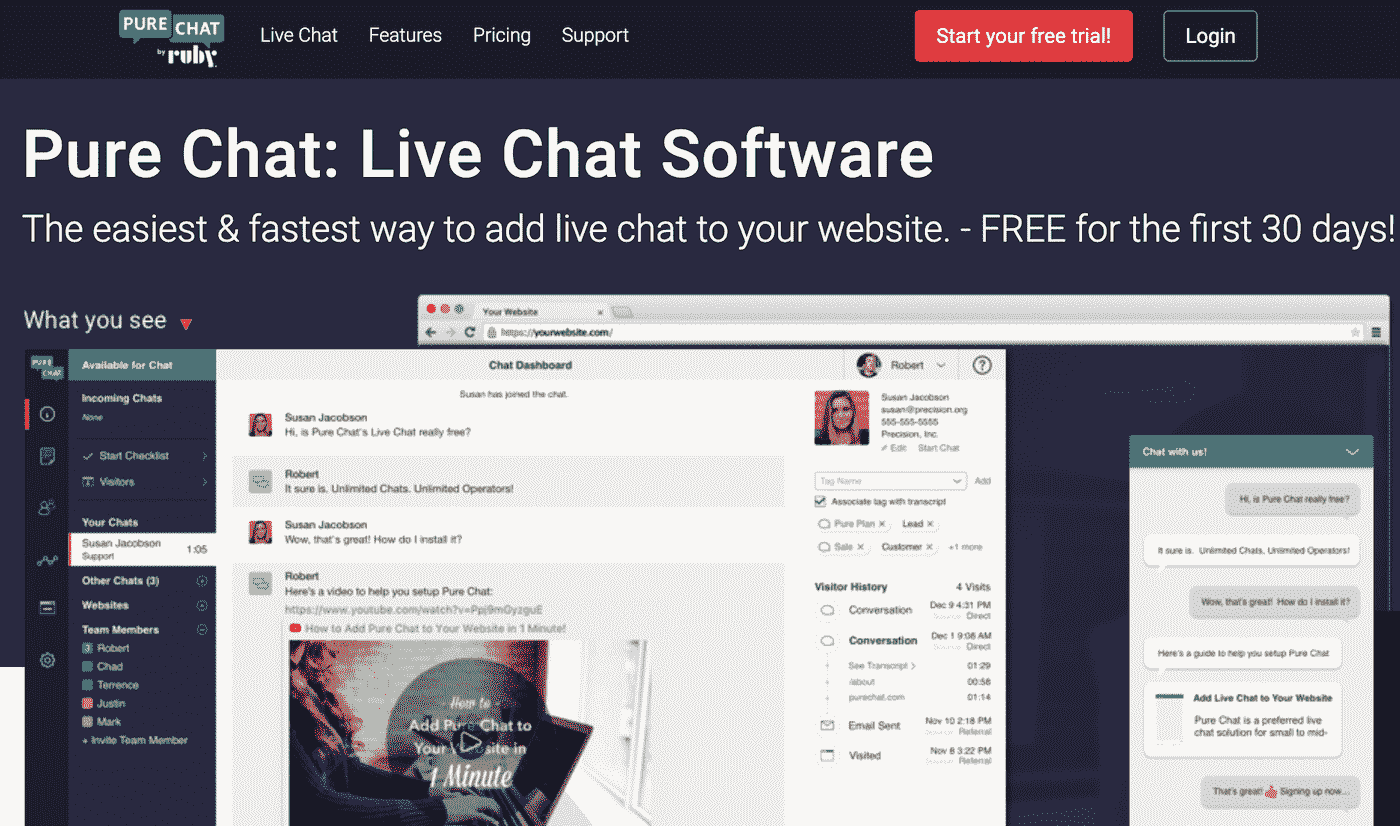 PURE CHAT
by ruby
Live Chat
Features
Pricing
Support
Start your free trial!
Login
Pure Chat: Live Chat Software
The easiest & fastest way to add live chat to your website. - FREE for the first 30 days!
What you see
Your Website
https://yourwebsite.com/
PURE CHAT
Available for Chat
Incoming Chats
None
Start Checklist
Visitors
Your Chats
Susan Jacobson
Support
1:05
Other Chats (3)
Websites
Team Members
Robert
Chad
Terrence
Justin
Mark
+ Invite Team Member
Chat Dashboard
Robert
?
Susan has joined the chat.
Susan Jacobson
Hi, is Pure Chat's Live Chat really free?
Robert
It sure is. Unlimited Chats. Unlimited Operators!
Susan Jacobson
Wow, that's great! How do I install it?
Robert
Here's a video to help you setup Pure Chat:
https://www.youtube.com/watch?v=Ppj9mGyzguE
How to Add Pure Chat to Your Website in 1 Minute!
How to
Add Pure Chat to
Your Website in
1 Minute
Susan Jacobson
susan@precision.org
555-555-5555
Precision, Inc.
Edit Start Chat
Tag Name
Add
Associate tag with transcript
Pure Plan x Lead x
Sale x Customer x +1 more
Visitor History 4 Visits
Conversation Dec 9 4:31 PM
Direct
Conversation Dec 1 9:08 AM
Direct
See Transcript > 01:29
/about 00:58
purechat.com 01:14
Email Sent Nov 10 2:18 PM
Referral
Visited Nov 8 3:22 PM
Referral
Chat with us!
Hi, is Pure Chat really free?
It sure is. Unlimited Chats, Unlimited Operators!
Wow, that's great! How do I install it?
Here's a guide to help you setup Pure Chat
Add Live Chat to Your Website
Pure Chat is a preferred live
chat solution for small to mid-
That's great! 👍 Signing up now...